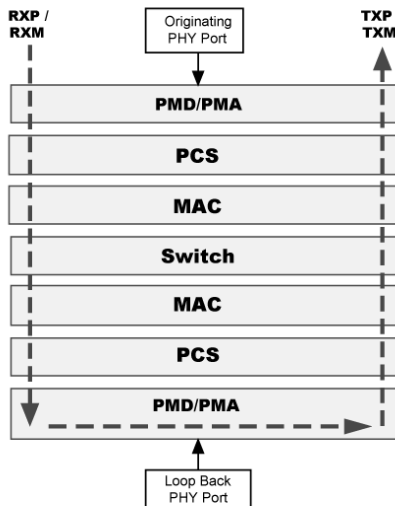 RXP /
RXM
Originating
PHY Port
TXP
TXM
PMD/PMA
PCS
MAC
Switch
MAC
PCS
PMD/PMA
Loop Back
PHY Port